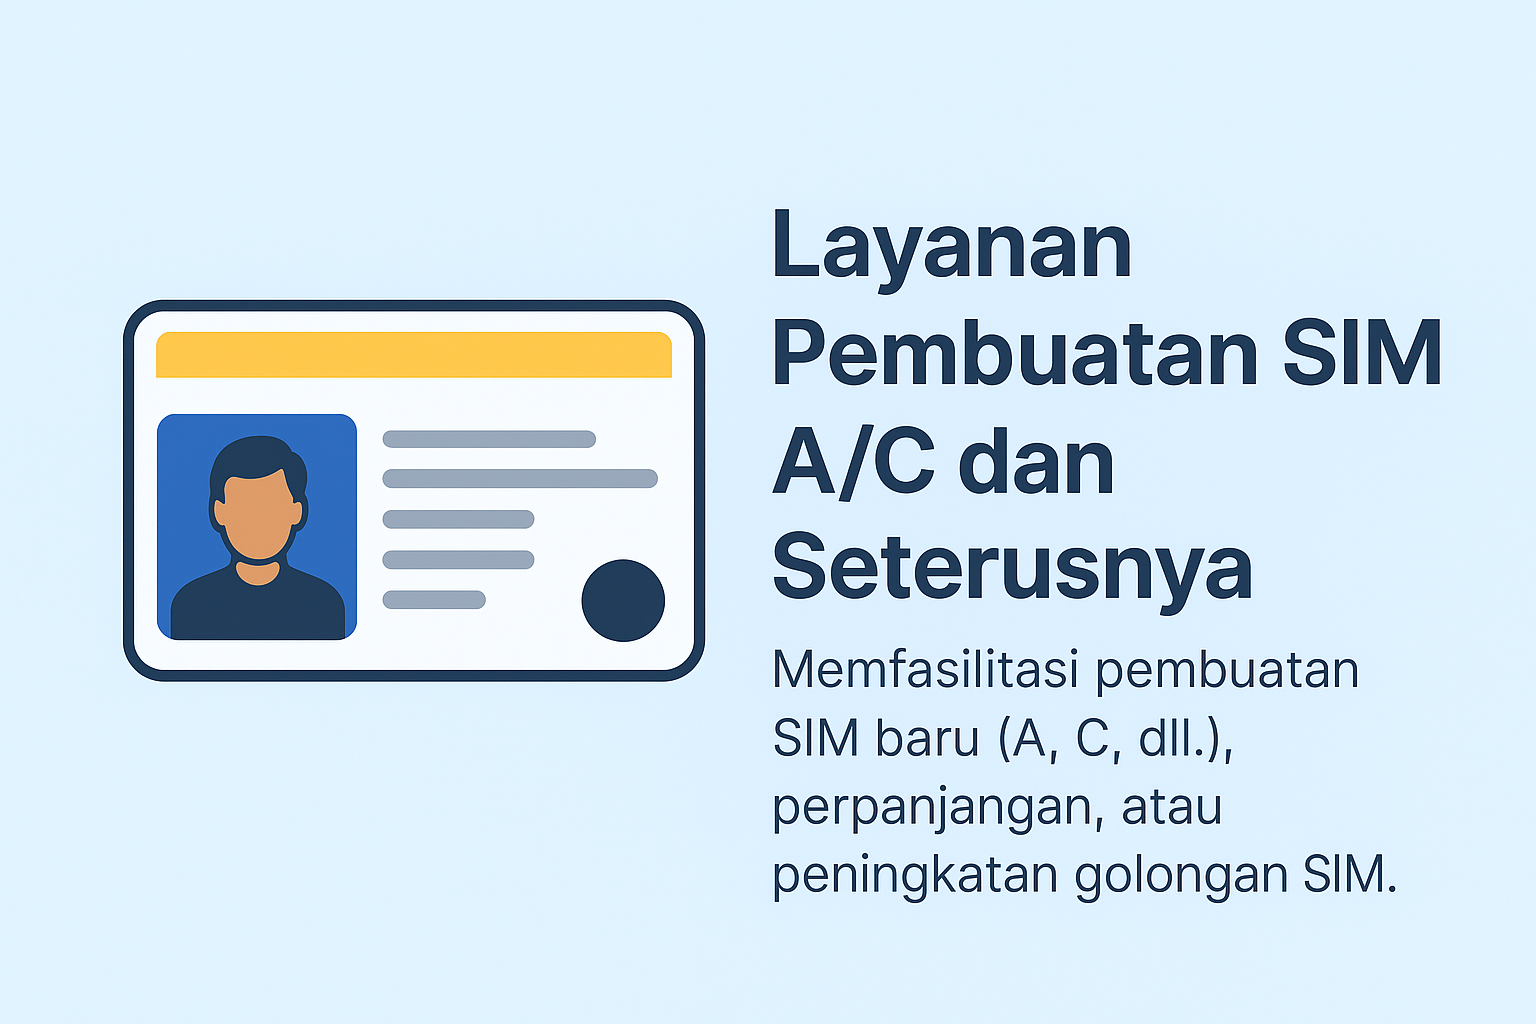 Layanan
Pembuatan SIM
A/C dan
Seterusnya
Memfasilitasi pembuatan
SIM baru (A, C, dll.),
perpanjangan, atau
peningkatan golongan SIM.